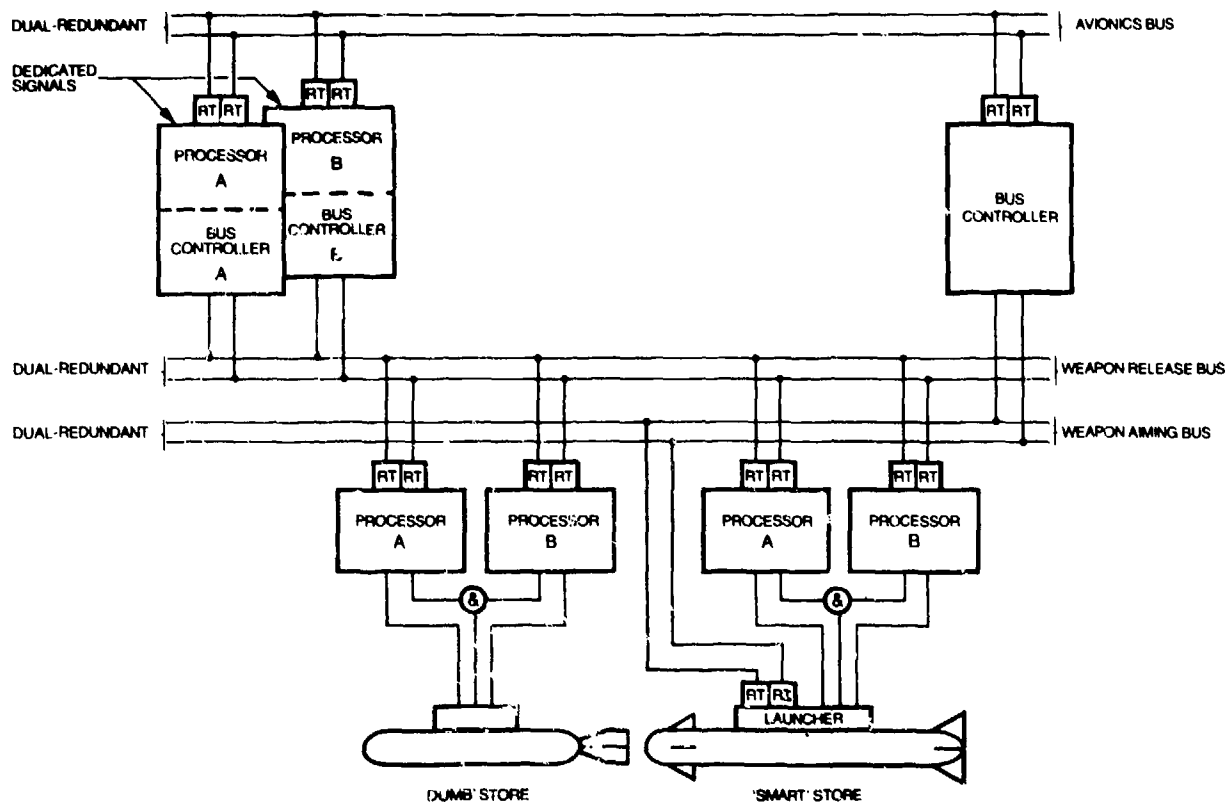 DUAL-REDUNDANT
AVIONICS BUS
DEDICATED
SIGNALS
RT RT
RT RT
RT RT
PROCESSOR
A
BUS
CONTROLLER
A
PROCESSOR
B
BUS
CONTROLLER
BUS
CONTROLLER
DUAL-REDUNDANT
WEAPON RELEASE BUS
DUAL-REDUNDANT
WEAPON AIMING BUS
RT RT
RT RT
RT RT
RT RT
PROCESSOR
A
PROCESSOR
B
PROCESSOR
A
PROCESSOR
B
&
&
RT RT
LAUNCHER
'DUMB' STORE
'SMART' STORE